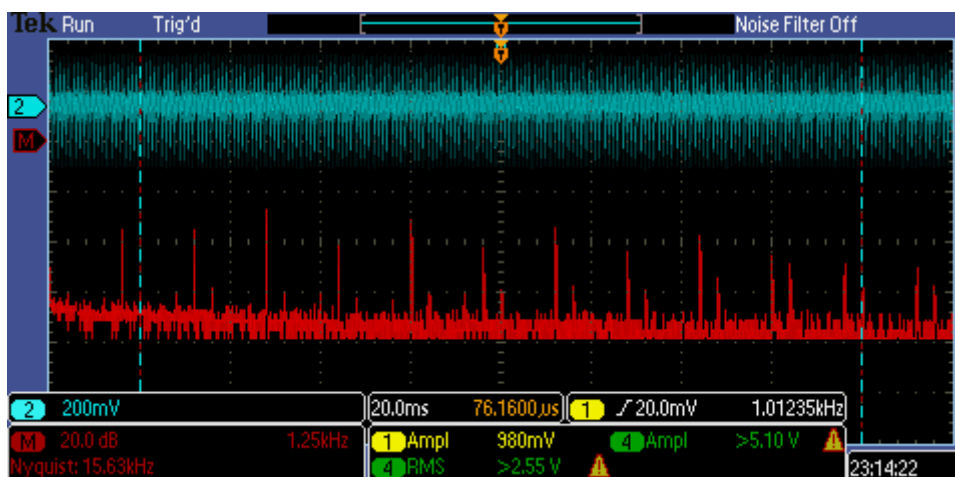 Tek Run Trig'd Noise Filter Off
2
M
2 200mV 20.0ms 76.1600µs 1 20.0mV 1.01235kHz
M 20.0 dB 1.25kHz 1 Ampl 980mV 4 Ampl >5.10 V
Nyquist: 15.63kHz 4 RMS >2.55 V 23:14:22